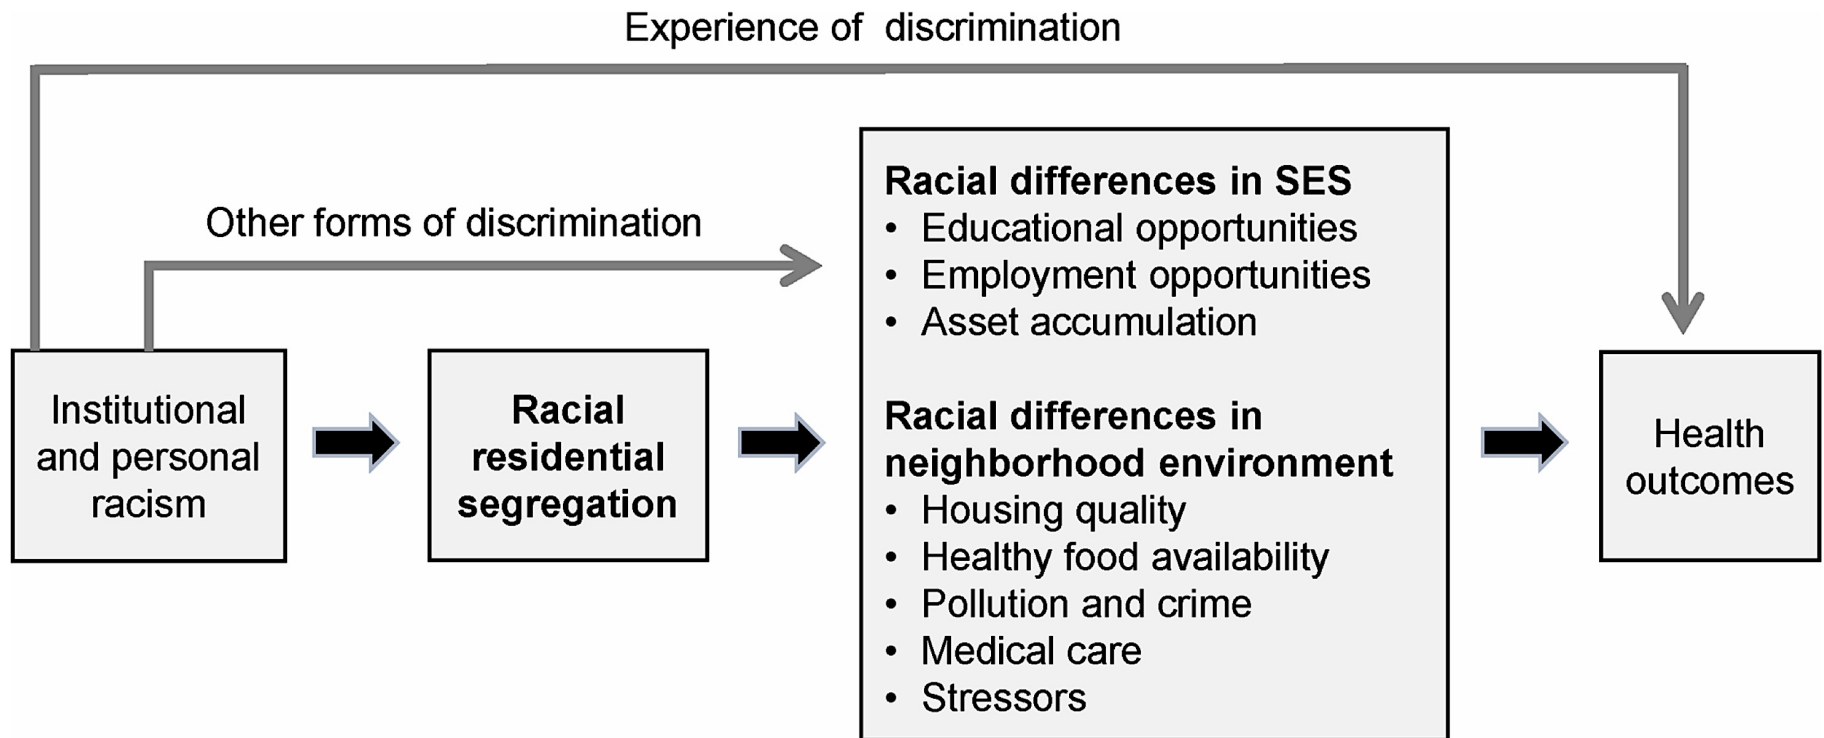 Experience of discrimination
Other forms of discrimination
Institutional
and personal
racism
Racial
residential
segregation
Racial differences in SES
• Educational opportunities
• Employment opportunities
• Asset accumulation
Racial differences in
neighborhood environment
• Housing quality
• Healthy food availability
• Pollution and crime
• Medical care
• Stressors
Health
outcomes